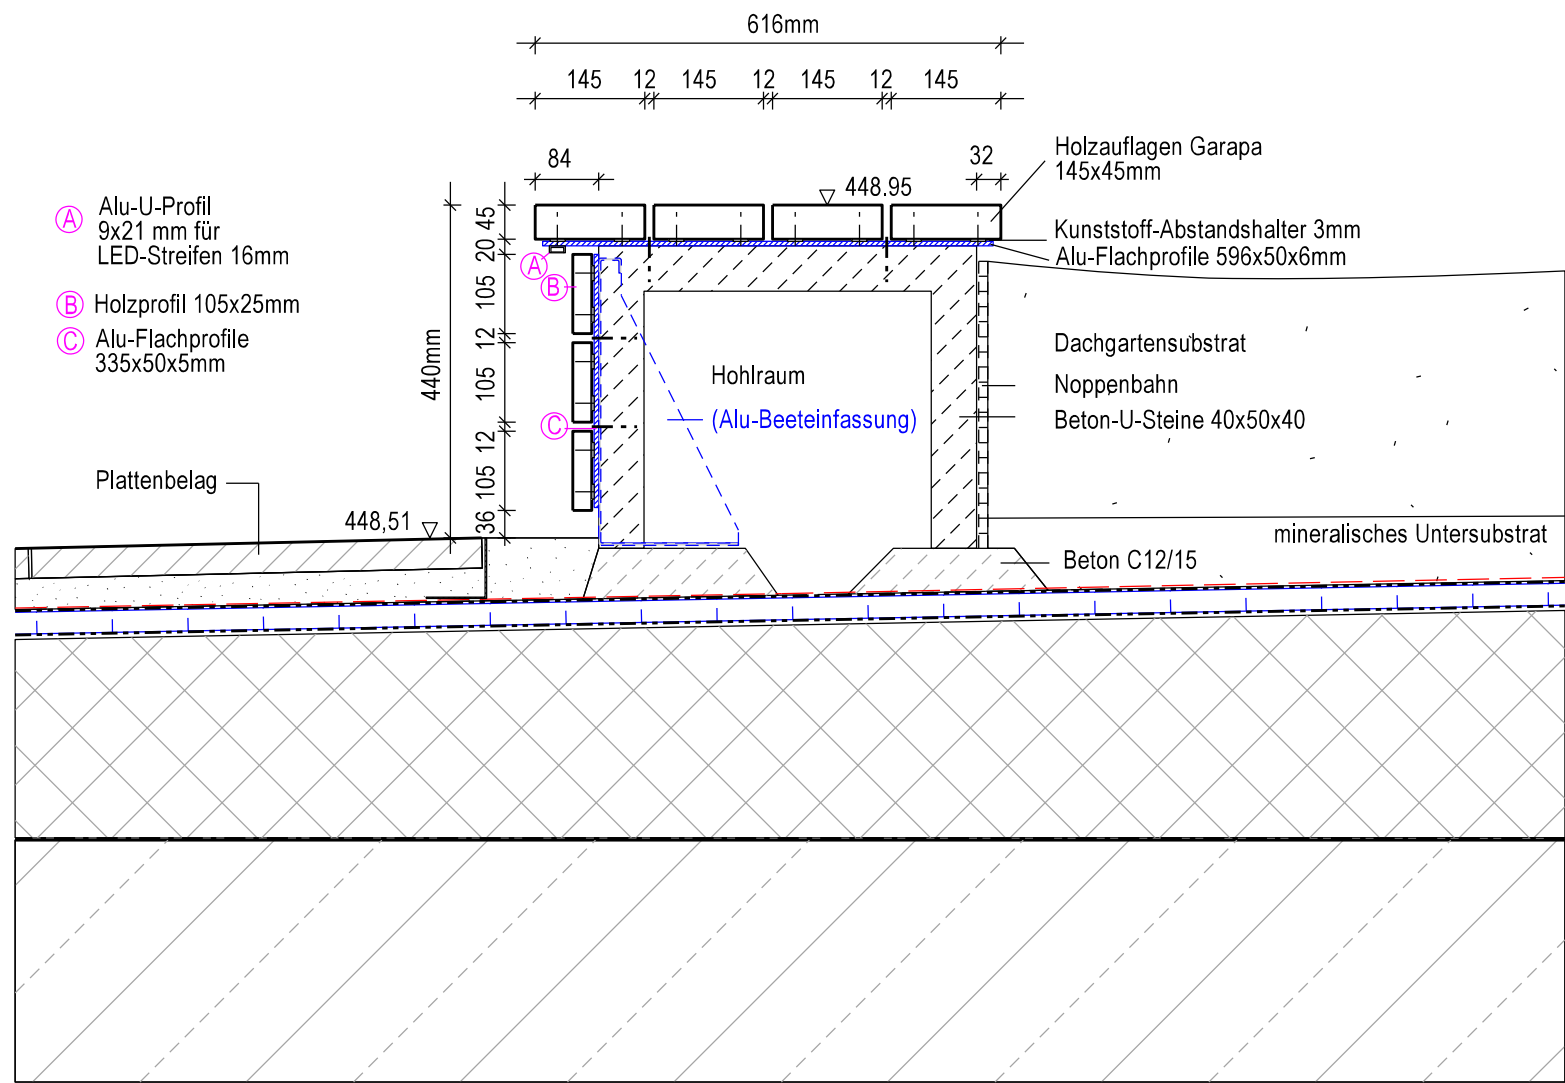 616mm
145 12 145 12 145 12 145
84
32
Holzauflagen Garapa
145x45mm
448.95
Kunststoff-Abstandshalter 3mm
Alu-Flachprofile 596x50x6mm
A Alu-U-Profil
9x21 mm für
LED-Streifen 16mm
B Holzprofil 105x25mm
C Alu-Flachprofile
335x50x5mm
440mm
45
20
105
12
105
12
105
36
A
B
C
Hohlraum
(Alu-Beeteinfassung)
Dachgartensubstrat
Noppenbahn
Beton-U-Steine 40x50x40
Plattenbelag
448,51
mineralisches Untersubstrat
Beton C12/15